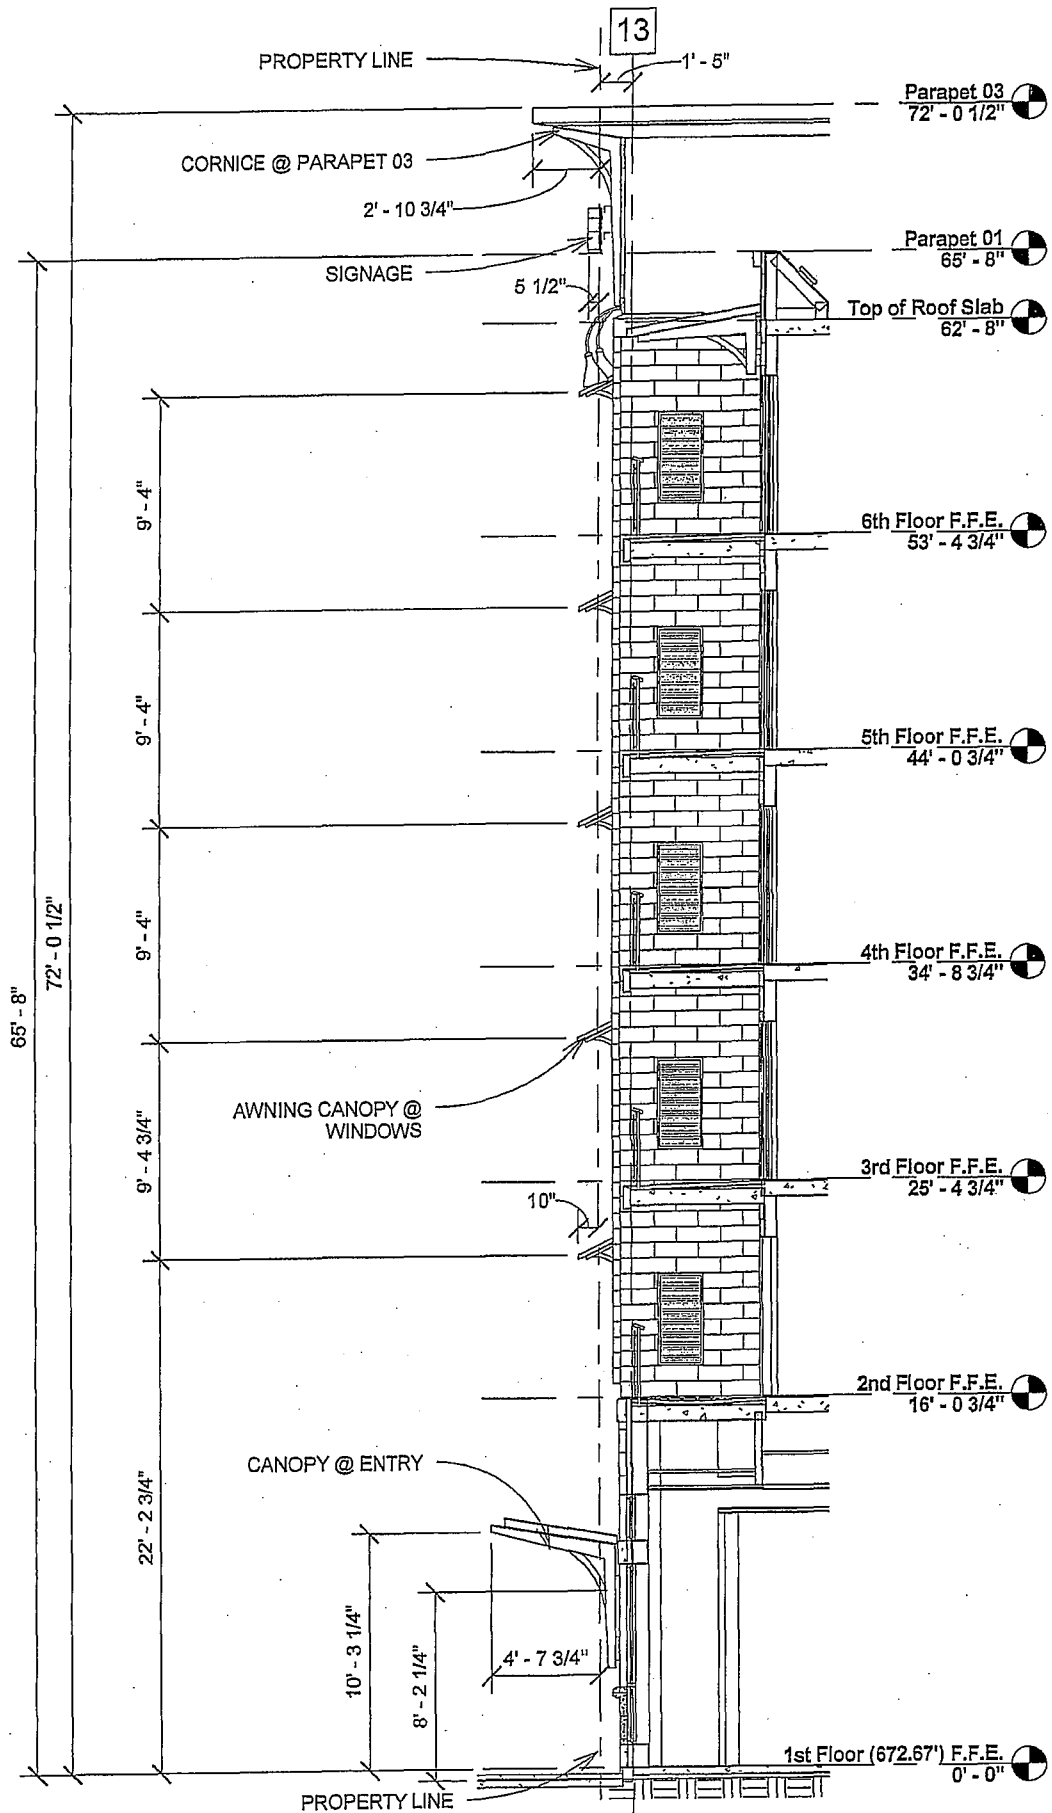 13
PROPERTY LINE
1' - 5"
Parapet 03
72' - 0 1/2"
CORNICE @ PARAPET 03
2' - 10 3/4"
Parapet 01
65' - 8"
SIGNAGE
5 1/2"
Top of Roof Slab
62' - 8"
9' - 4"
6th Floor F.F.E.
53' - 4 3/4"
9' - 4"
5th Floor F.F.E.
44' - 0 3/4"
72' - 0 1/2"
9' - 4"
4th Floor F.F.E.
34' - 8 3/4"
65' - 8"
AWNING CANOPY @
WINDOWS
9' - 4 3/4"
3rd Floor F.F.E.
25' - 4 3/4"
10"
2nd Floor F.F.E.
16' - 0 3/4"
CANOPY @ ENTRY
22' - 2 3/4"
10' - 3 1/4"
8' - 2 1/4"
4' - 7 3/4"
1st Floor (672.67') F.F.E.
0' - 0"
PROPERTY LINE